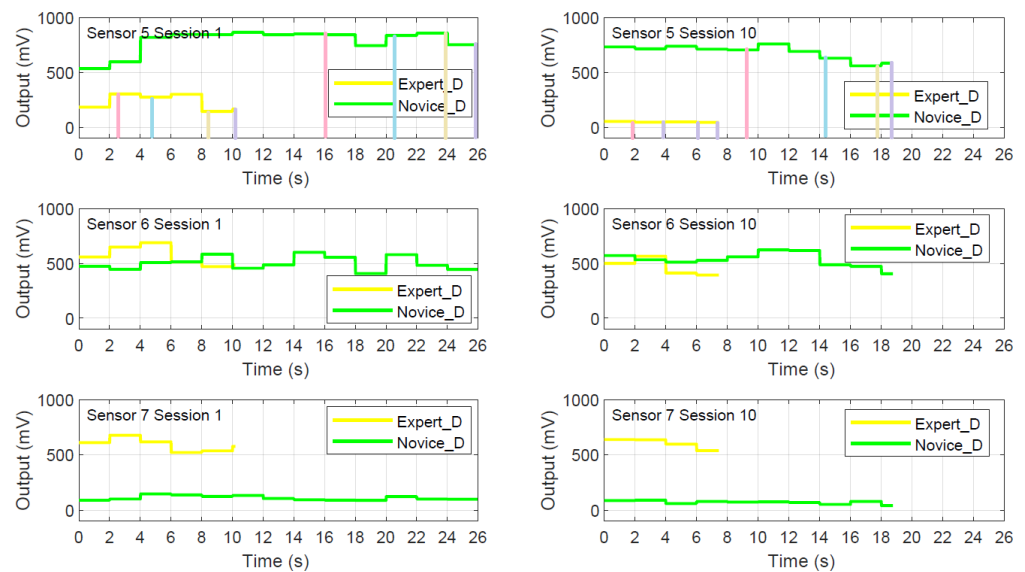 Sensor 5 Session 1
1000
500
0
Output (mV)
Expert_D
Novice_D
0 2 4 6 8 10 12 14 16 18 20 22 24 26
Time (s)
Sensor 5 Session 10
1000
500
0
Output (mV)
Expert_D
Novice_D
0 2 4 6 8 10 12 14 16 18 20 22 24 26
Time (s)
Sensor 6 Session 1
1000
500
0
Output (mV)
Expert_D
Novice_D
0 2 4 6 8 10 12 14 16 18 20 22 24 26
Time (s)
Sensor 6 Session 10
1000
500
0
Output (mV)
Expert_D
Novice_D
0 2 4 6 8 10 12 14 16 18 20 22 24 26
Time (s)
Sensor 7 Session 1
1000
500
0
Output (mV)
Expert_D
Novice_D
0 2 4 6 8 10 12 14 16 18 20 22 24 26
Time (s)
Sensor 7 Session 10
1000
500
0
Output (mV)
Expert_D
Novice_D
0 2 4 6 8 10 12 14 16 18 20 22 24 26
Time (s)